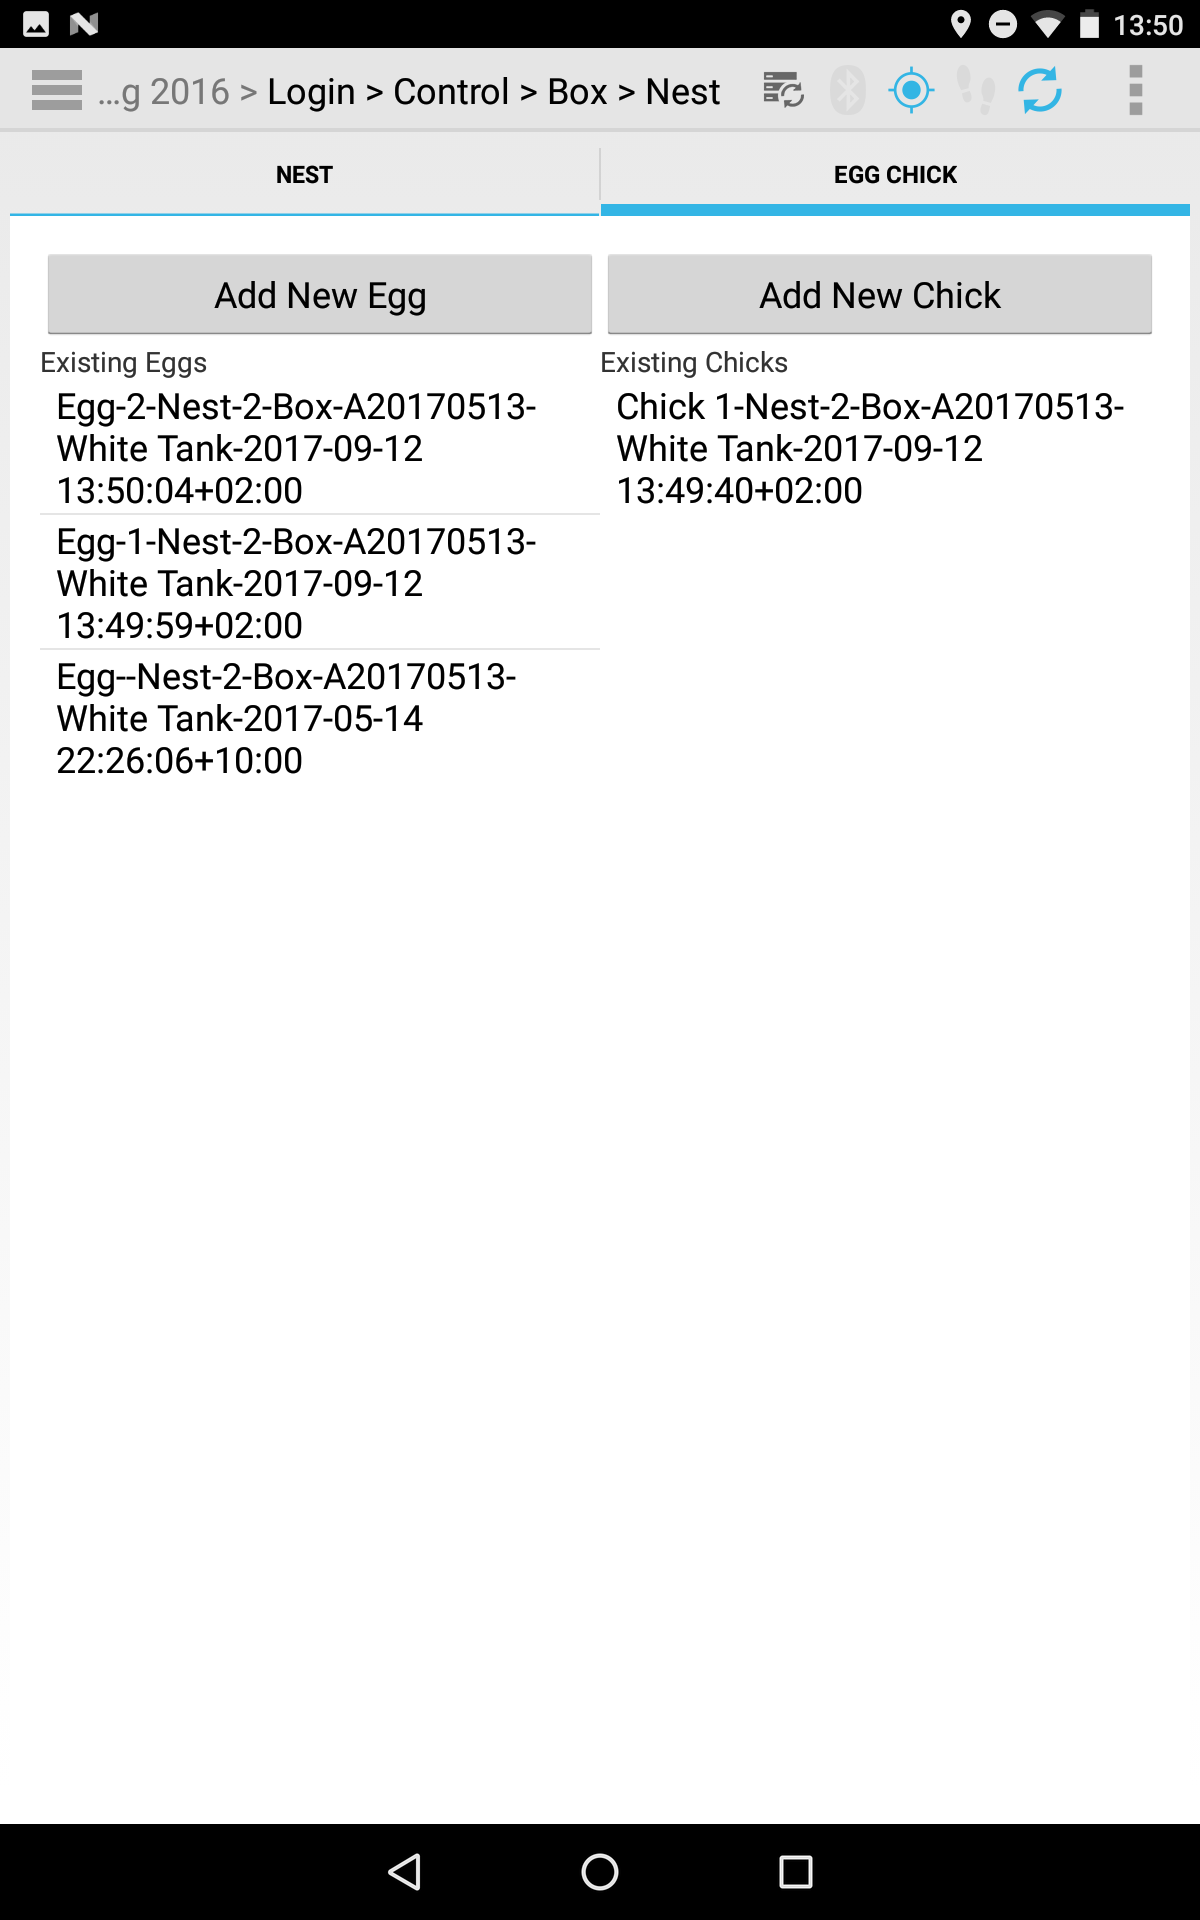 13:50
...g 2016 > Login > Control > Box > Nest
NEST
EGG CHICK
Add New Egg
Add New Chick
Existing Eggs
Egg-2-Nest-2-Box-A20170513-
White Tank-2017-09-12
13:50:04+02:00
Egg-1-Nest-2-Box-A20170513-
White Tank-2017-09-12
13:49:59+02:00
Egg--Nest-2-Box-A20170513-
White Tank-2017-05-14
22:26:06+10:00
Existing Chicks
Chick 1-Nest-2-Box-A20170513-
White Tank-2017-09-12
13:49:40+02:00